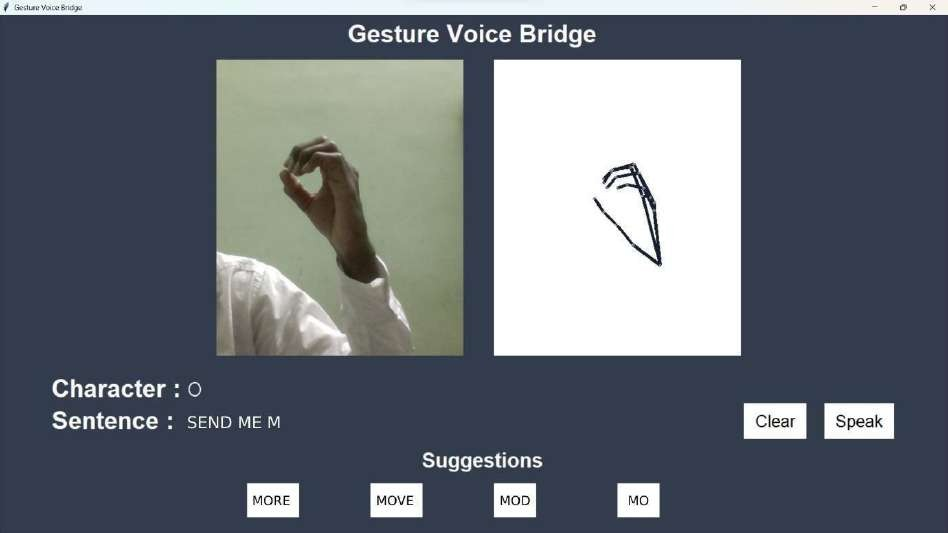 Gesture Voice Bridge
Gesture Voice Bridge
Character : O
Sentence : SEND ME M
Clear Speak
Suggestions
MORE MOVE MOD MO